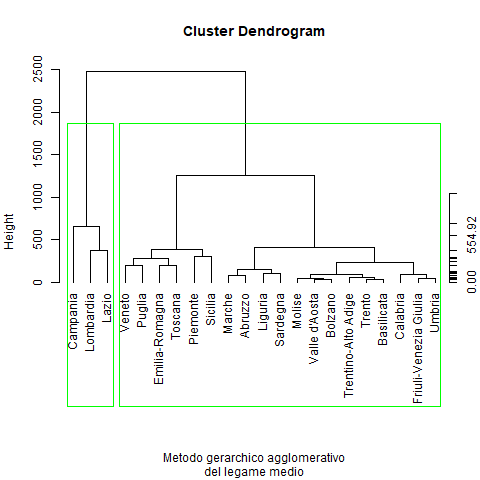 Cluster Dendrogram
Height
0
500
1000
1500
2000
2500
0.00
554.92
Campania
Lombardia
Lazio
Veneto
Puglia
Emilia-Romagna
Toscana
Piemonte
Sicilia
Marche
Abruzzo
Liguria
Sardegna
Molise
Valle d'Aosta
Bolzano
Trentino-Alto Adige
Trento
Basilicata
Calabria
Friuli-Venezia Giulia
Umbria
Metodo gerarchico agglomerativo
del legame medio